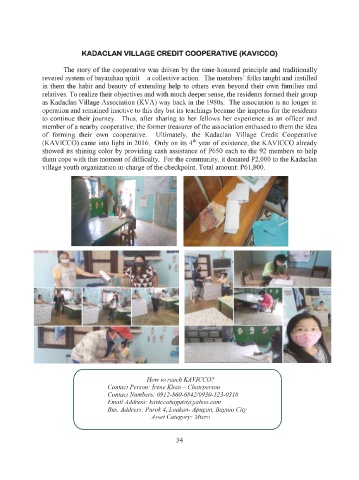 KADACLAN VILLAGE CREDIT COOPERATIVE (KAVICCO)
The story of the cooperative was driven by the time-honored principle and traditionally
revered system of bayanihan spirit – a collective action. The members' folks taught and instilled
in them the habit and beauty of extending help to others even beyond their own families and
relatives. To realize their objectives and with much deeper sense, the residents formed their group
as Kadaclan Village Association (KVA) way back in the 1980s. The association is no longer in
operation and remained inactive to this day but its teachings became the impetus for the residents
to continue their journey. Thus, after sharing to her fellows her experience as an officer and
member of a nearby cooperative, the former treasurer of the association enthused to them the idea
of forming their own cooperative. Ultimately, the Kadaclan Village Credit Cooperative
(KAVICCO) came into light in 2016. Only on its 4th year of existence, the KAVICCO already
showed its shining color by providing cash assistance of P650 each to the 92 members to help
them cope with this moment of difficulty. For the community, it donated P2,000 to the Kadaclan
village youth organization in-charge of the checkpoint. Total amount: P61,800.
How to reach KAVICCO?
Contact Person: Irene Khao – Chairperson
Contact Numbers: 0912-860-6842/0930-123-0318
Email Address: kaviccobaguio@yahoo.com
Bus. Address: Purok 4, Loakan- Apugan, Baguio City
Asset Category: Micro
34